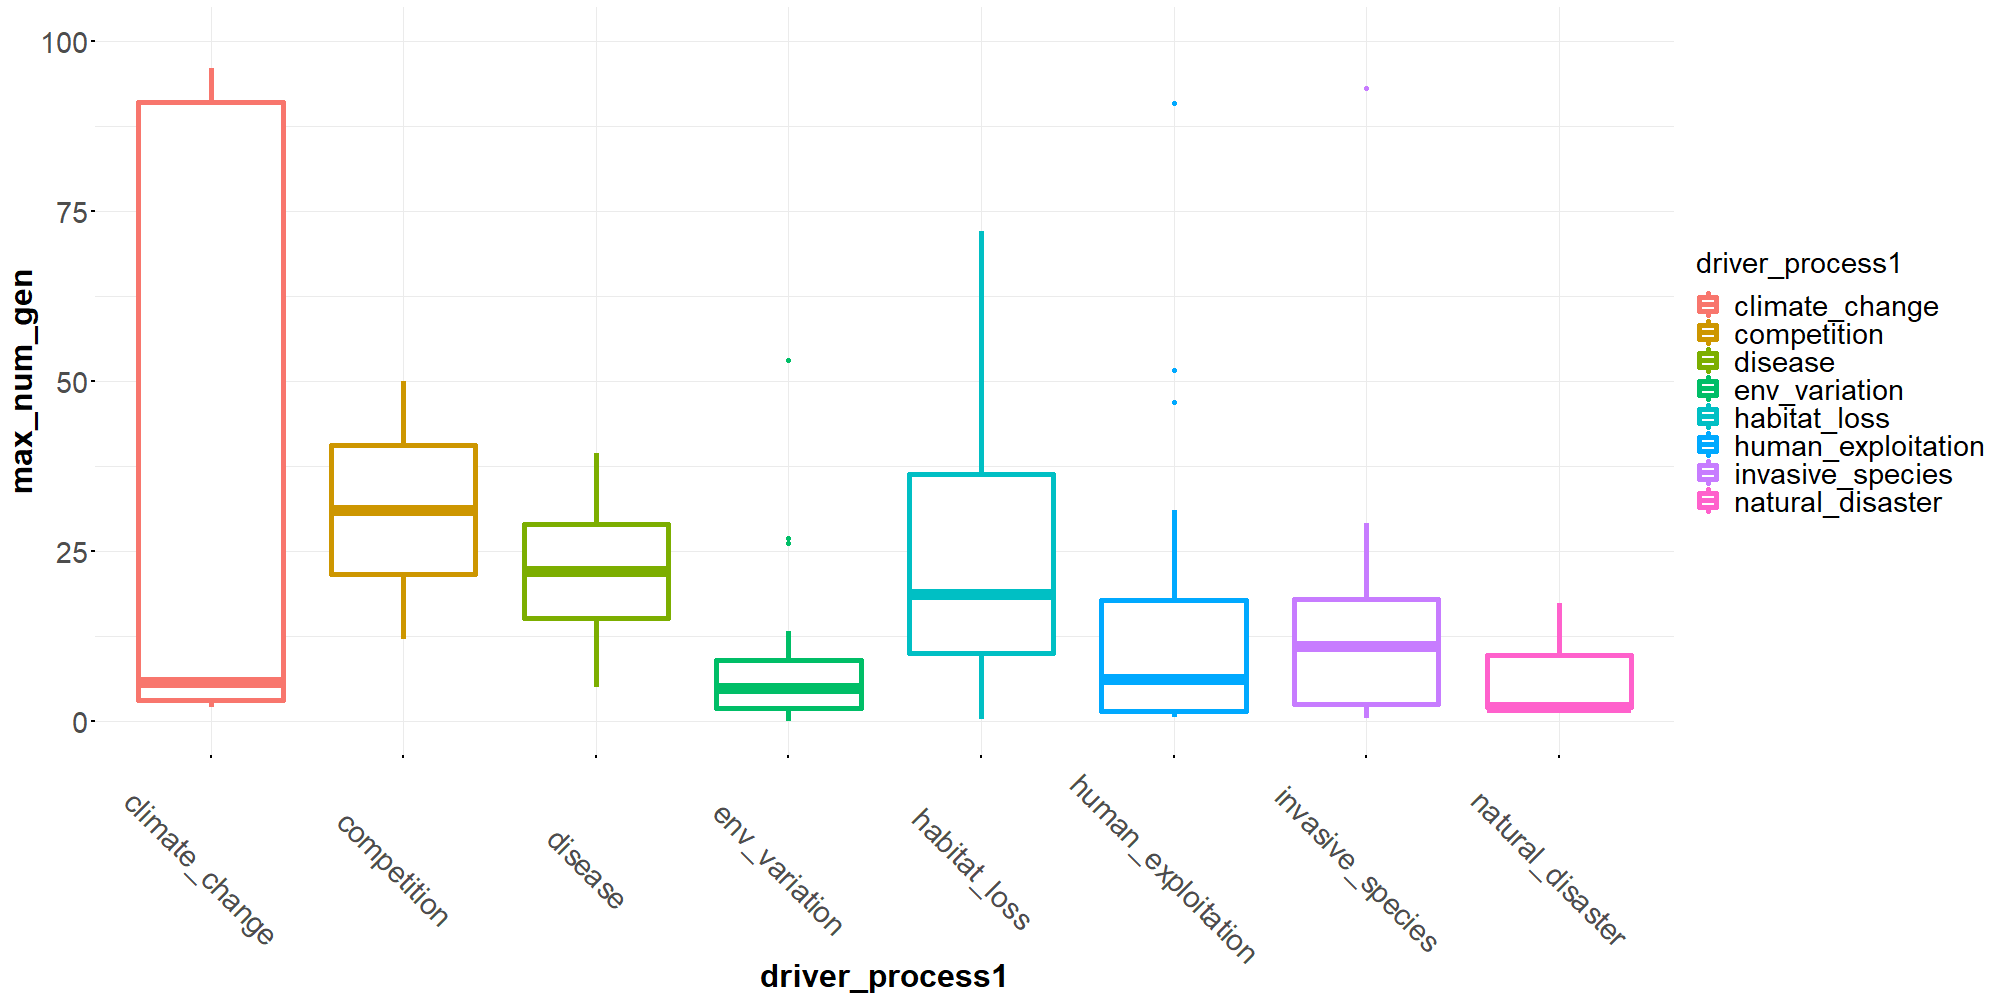 100
75
50
25
0
max_num_gen
climate_change
competition
disease
env_variation
habitat_loss
human_exploitation
invasive_species
natural_disaster
driver_process1
driver_process1
climate_change
competition
disease
env_variation
habitat_loss
human_exploitation
invasive_species
natural_disaster